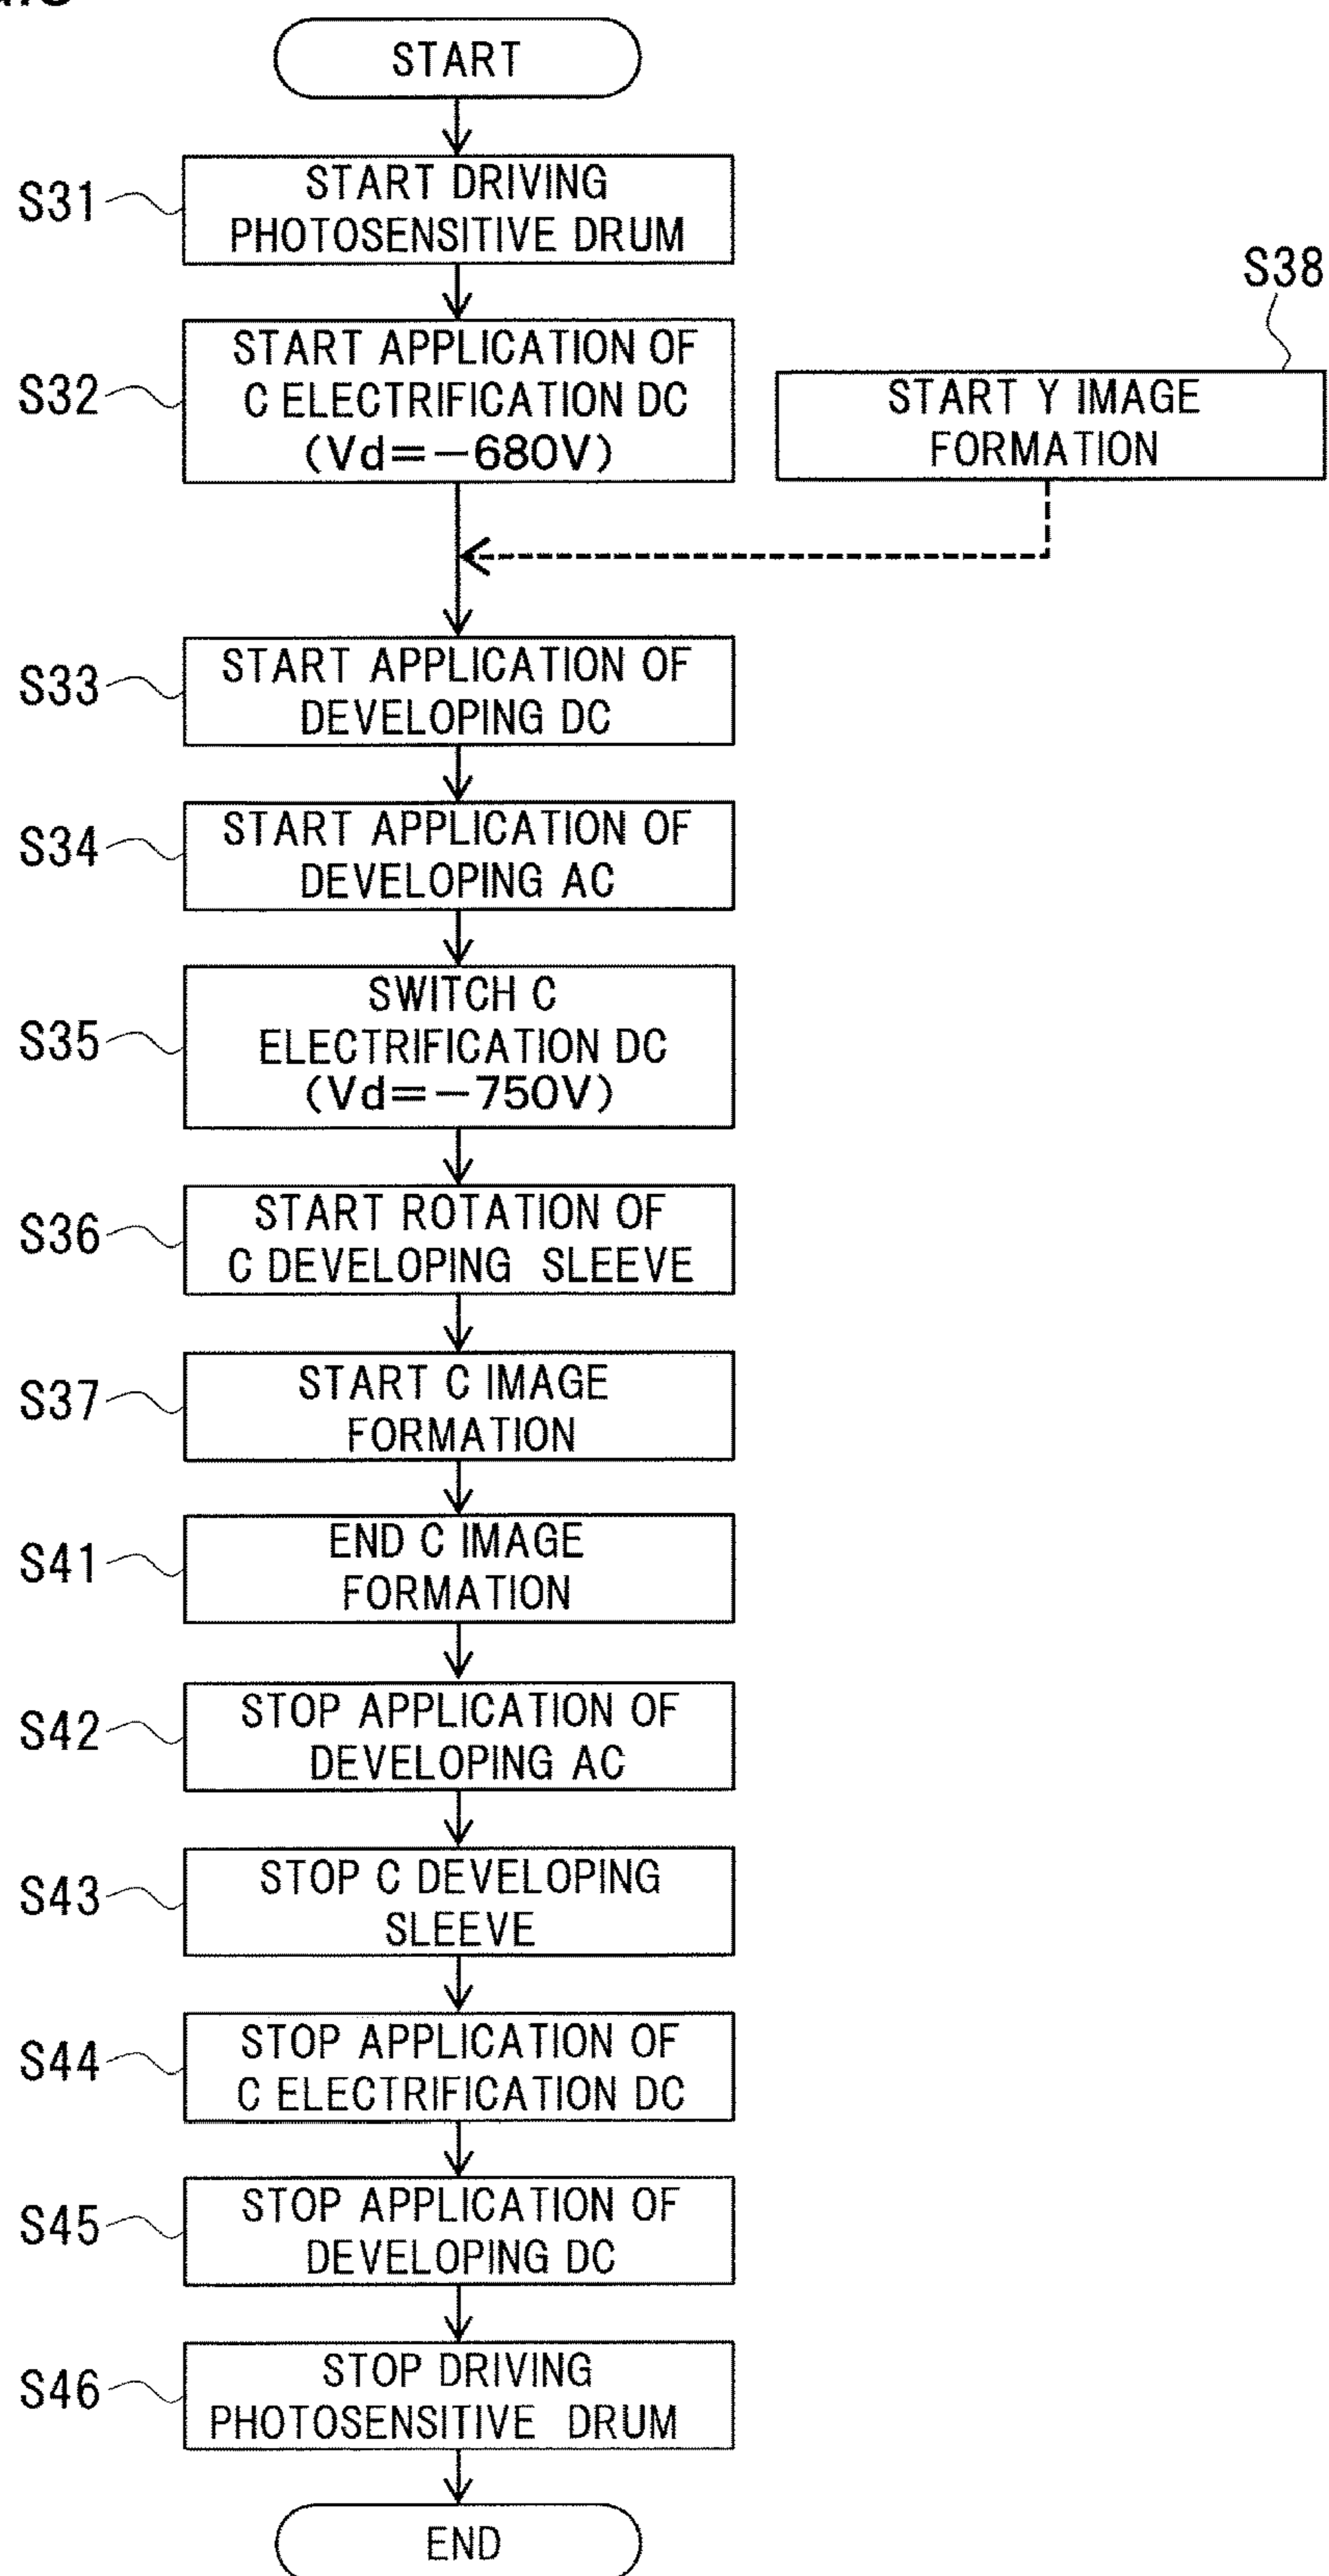 START
S31
START DRIVING
PHOTOSENSITIVE DRUM
S38
S32
START APPLICATION OF
C ELECTRIFICATION DC
(Vd=-680V)
START Y IMAGE
FORMATION
S33
START APPLICATION OF
DEVELOPING DC
S34
START APPLICATION OF
DEVELOPING AC
S35
SWITCH C
ELECTRIFICATION DC
(Vd=-750V)
S36
START ROTATION OF
C DEVELOPING SLEEVE
S37
START C IMAGE
FORMATION
S41
END C IMAGE
FORMATION
S42
STOP APPLICATION OF
DEVELOPING AC
S43
STOP C DEVELOPING
SLEEVE
S44
STOP APPLICATION OF
C ELECTRIFICATION DC
S45
STOP APPLICATION OF
DEVELOPING DC
S46
STOP DRIVING
PHOTOSENSITIVE DRUM
END